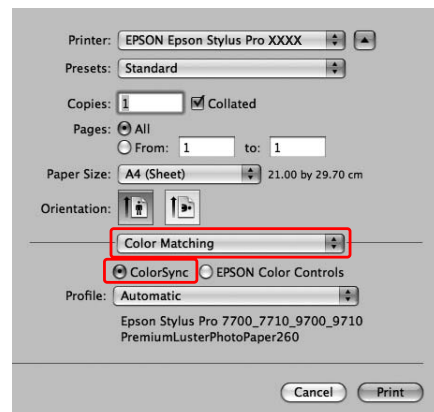 Printer: EPSON Epson Stylus Pro XXXX
Presets: Standard
Copies: 1 Collated
Pages: All
From: 1 to: 1
Paper Size: A4 (Sheet) 21.00 by 29.70 cm
Orientation:
Color Matching
ColorSync EPSON Color Controls
Profile: Automatic
Epson Stylus Pro 7700_7710_9700_9710
PremiumLusterPhotoPaper260
Cancel Print